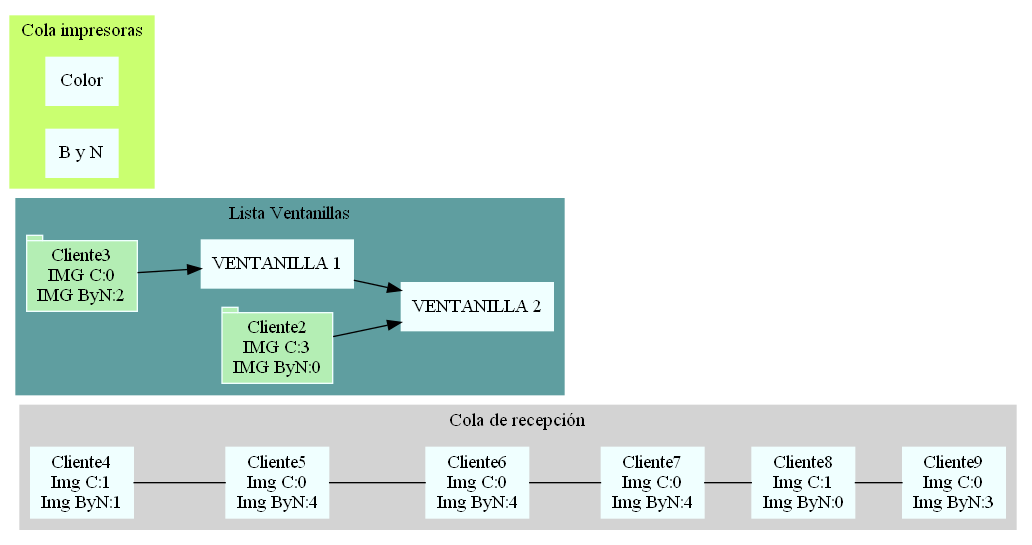 Cola impresoras
Color
B y N
Lista Ventanillas
Cliente3
IMG C:0
IMG ByN:2
VENTANILLA 1
VENTANILLA 2
Cliente2
IMG C:3
IMG ByN:0
Cola de recepción
Cliente4
Img C:1
Img ByN:1
Cliente5
Img C:0
Img ByN:4
Cliente6
Img C:0
Img ByN:4
Cliente7
Img C:0
Img ByN:4
Cliente8
Img C:1
Img ByN:0
Cliente9
Img C:0
Img ByN:3